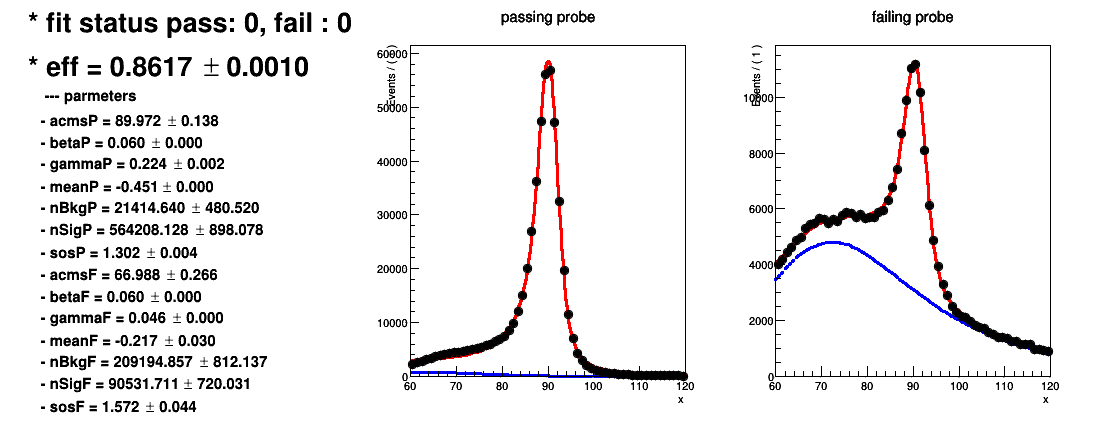 * fit status pass: 0, fail : 0
* eff = 0.8617 ± 0.0010
--- parmeters
- acmsP = 89.972 ± 0.138
- betaP = 0.060 ± 0.000
- gammaP = 0.224 ± 0.002
- meanP = -0.451 ± 0.000
- nBkgP = 21414.640 ± 480.520
- nSigP = 564208.128 ± 898.078
- sosP = 1.302 ± 0.004
- acmsF = 66.988 ± 0.266
- betaF = 0.060 ± 0.000
- gammaF = 0.046 ± 0.000
- meanF = -0.217 ± 0.030
- nBkgF = 209194.857 ± 812.137
- nSigF = 90531.711 ± 720.031
- sosF = 1.572 ± 0.044
passing probe
Events / ( 1 )
60000
50000
40000
30000
20000
10000
0
60 70 80 90 100 110 120
x
failing probe
Events / ( 1 )
10000
8000
6000
4000
2000
0
60 70 80 90 100 110 120
x